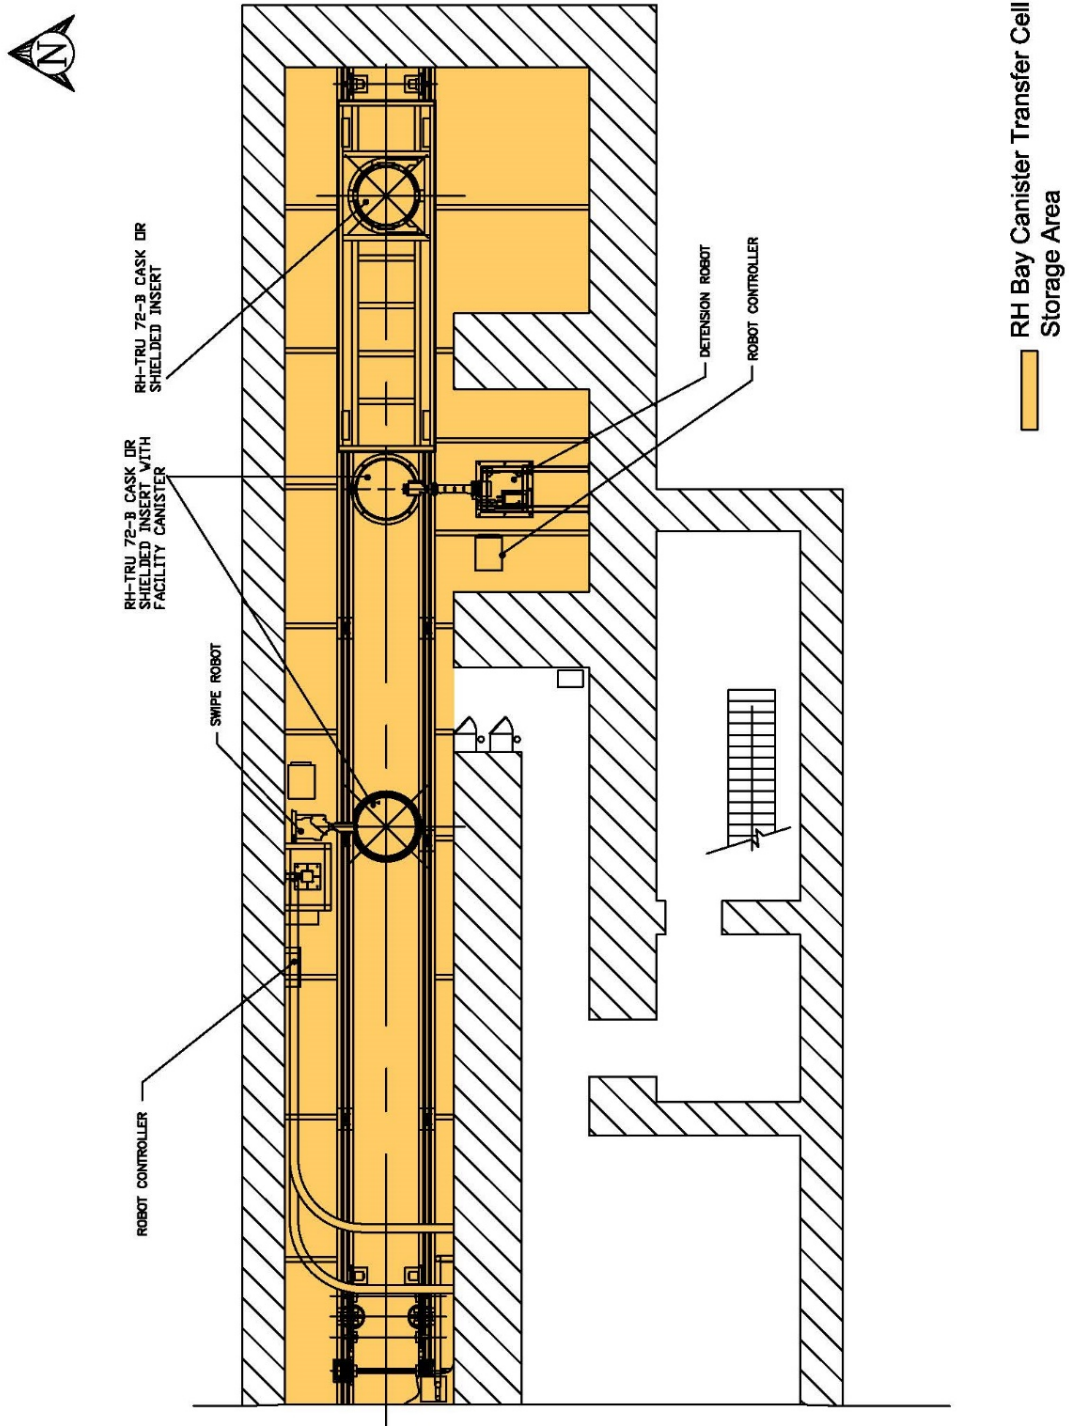 N
RH-TRU 72-B CASK OR
SHIELDED INSERT
RH-TRU 72-B CASK OR
SHIELDED INSERT WITH
FACILITY CANISTER
SWIPE ROBOT
ROBOT CONTROLLER
DETENSION ROBOT
ROBOT CONTROLLER
RH Bay Canister Transfer Cell
Storage Area